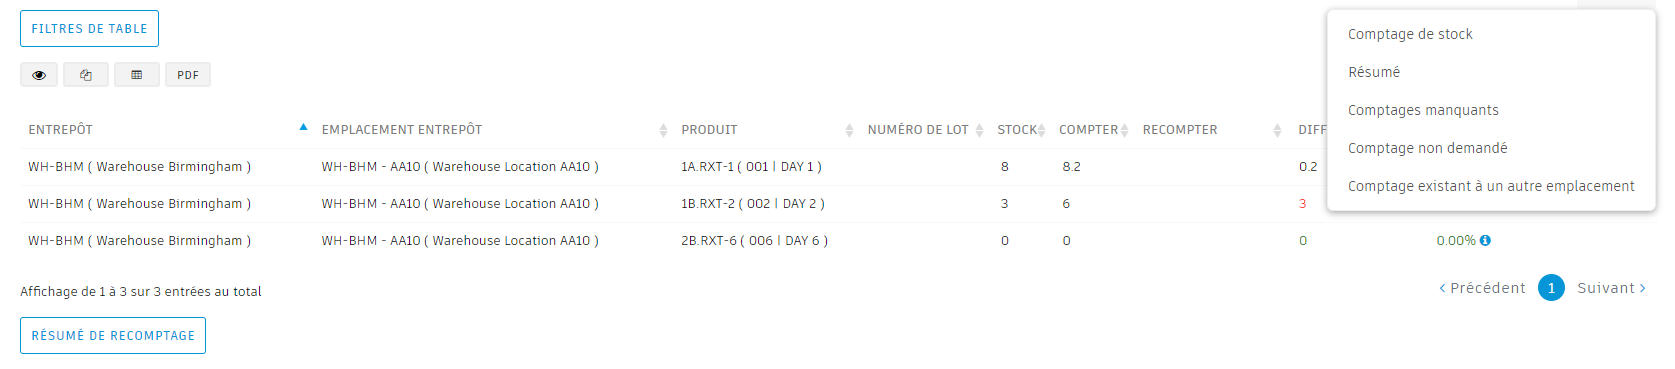 FILTRES DE TABLE
PDF
Comptage de stock
Résumé
Comptages manquants
Comptage non demandé
Comptage existant à un autre emplacement
ENTREPÔT EMPLACEMENT ENTREPÔT PRODUIT NUMÉRO DE LOT STOCK COMPTER RECOMPTER DIFF
WH-BHM ( Warehouse Birmingham ) WH-BHM - AA10 ( Warehouse Location AA10 ) 1A.RXT-1 ( 001 | DAY 1 ) 8 8.2 0.2
WH-BHM ( Warehouse Birmingham ) WH-BHM - AA10 ( Warehouse Location AA10 ) 1B.RXT-2 ( 002 | DAY 2 ) 3 6 3
WH-BHM ( Warehouse Birmingham ) WH-BHM - AA10 ( Warehouse Location AA10 ) 2B.RXT-6 ( 006 | DAY 6 ) 0 0 0 0.00%
Affichage de 1 à 3 sur 3 entrées au total
‹ Précédent 1 Suivant ›
RÉSUMÉ DE RECOMPTAGE